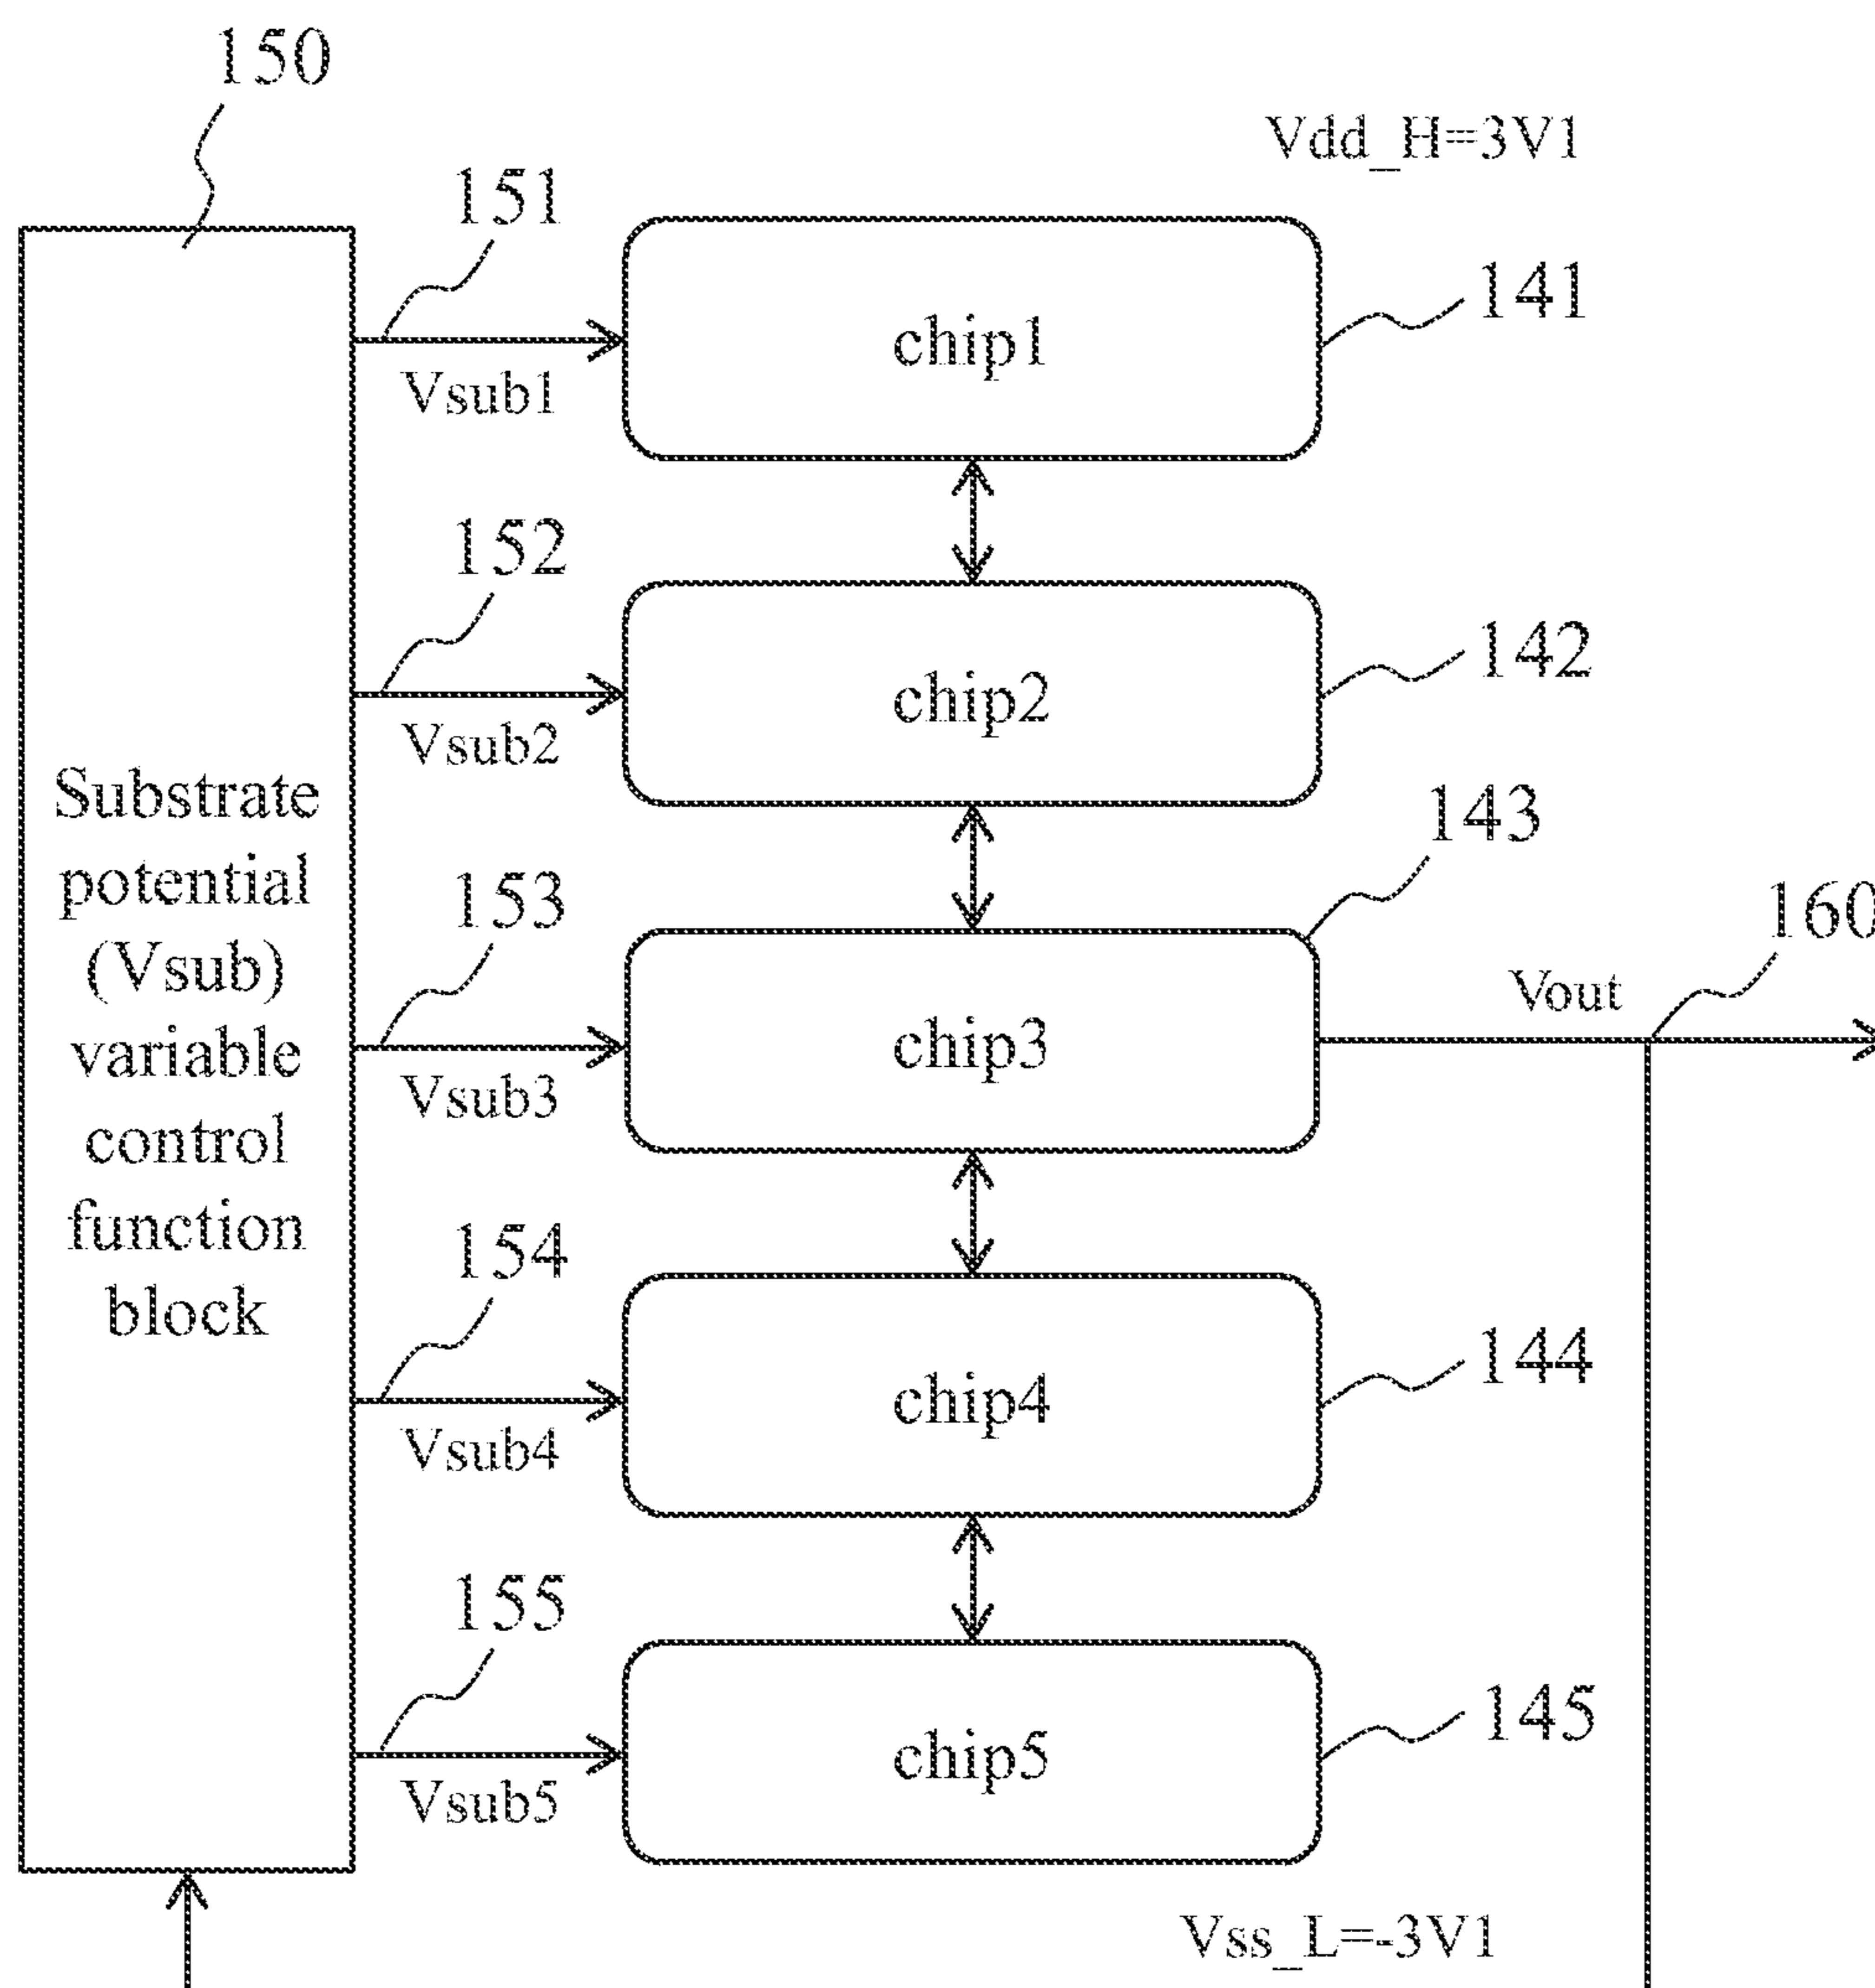 150
Vdd_H=3V1
151
chip1
141
Vsub1
152
chip2
142
Vsub2
Substrate
potential
(Vsub)
variable
control
function
block
143
153
160
Vout
chip3
Vsub3
154
chip4
144
Vsub4
155
chip5
145
Vsub5
Vss_L=-3V1